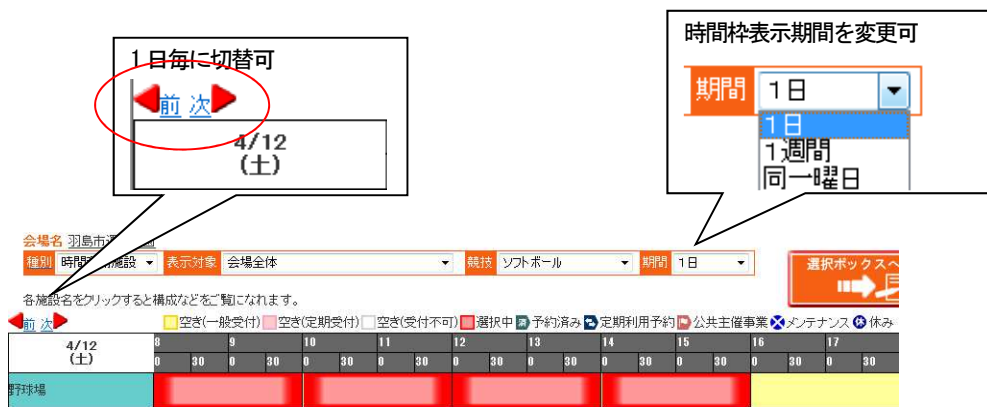 1日毎に切替可
前 次
4/12
(土)
時間枠表示期間を変更可
期間 1日
1日
1週間
同一曜日
会場名 羽島市
種別 施設 表示対象 会場全体 競技 ソフトボール 期間 1日
選択ボックスへ
各施設名をクリックすると構成などをご覧になれます。
前 次 空き(一般受付) 空き(定期受付) 空き(受付不可) 選択中 済 予約済み 定期利用予約 公共主催事業 メンテナンス 休 休み
4/12
(土)
8 9 10 11 12 13 14 15 16 17
0 30 0 30 0 30 0 30 0 30 0 30 0 30 0 30 0 30 0 30
野球場